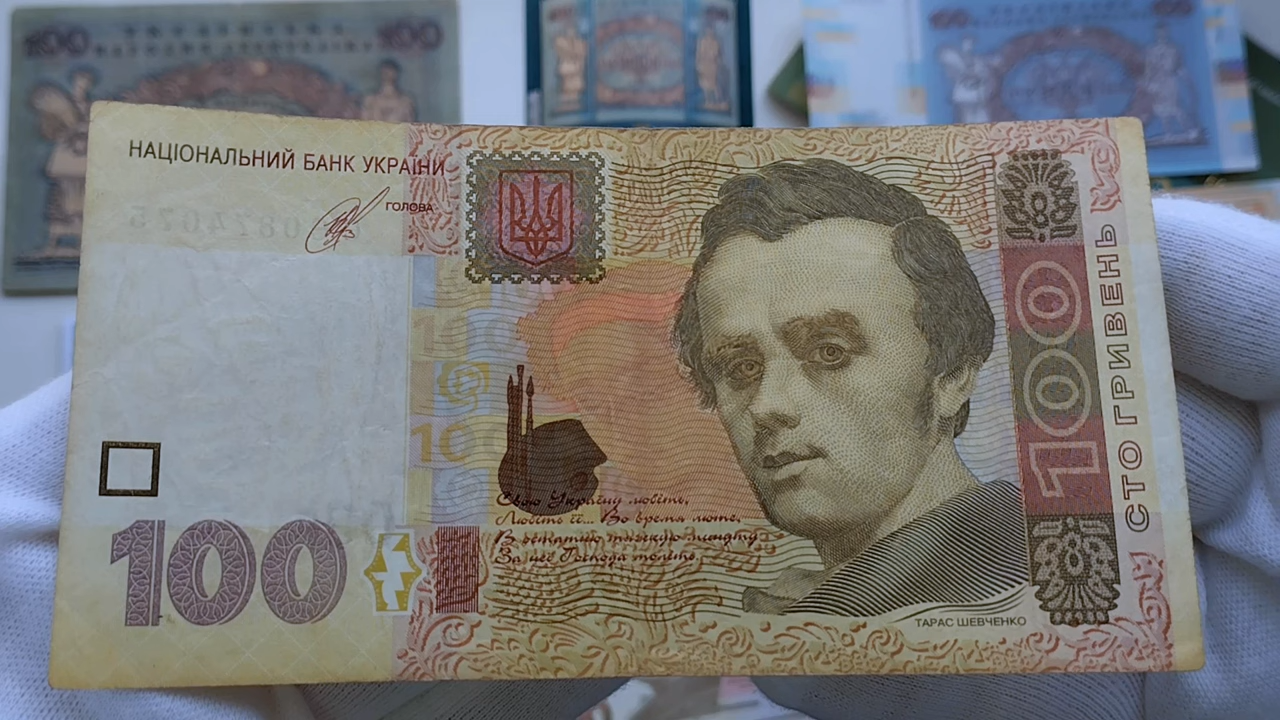 НАЦІОНАЛЬНИЙ БАНК УКРАЇНИ
ГОЛОВА
100
100
100
Свою Україну любіть,
Любіть її... Во время люте,
В остатню тяжкую минуту
За неї Господа моліть.
100
СТО ГРИВЕНЬ
ТАРАС ШЕВЧЕНКО